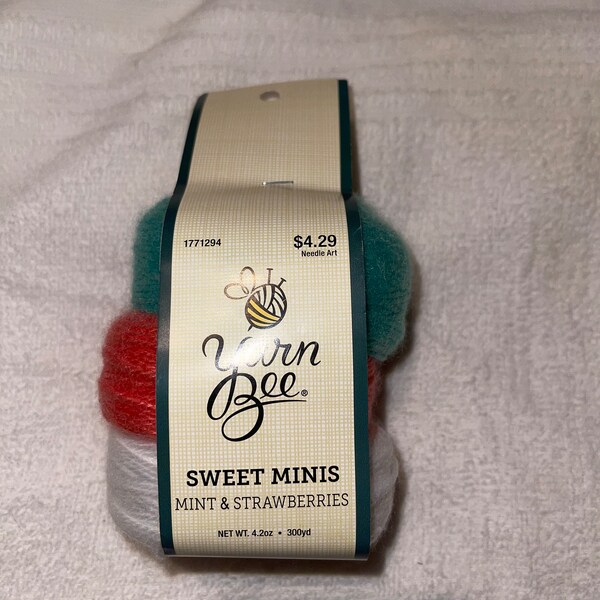 1771294 $4.29
Needle Art
Yarn
Bee®
SWEET MINIS
MINT & STRAWBERRIES
NET WT. 4.2oz • 300yd